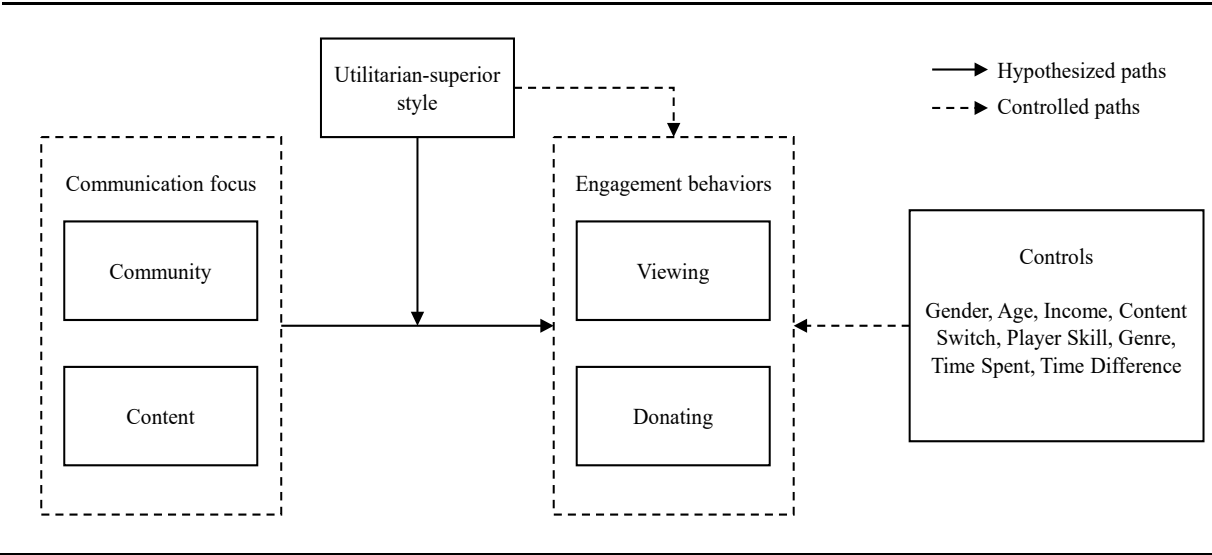 Utilitarian-superior
style
Hypothesized paths
Controlled paths
Communication focus
Community
Content
Engagement behaviors
Viewing
Donating
Controls
Gender, Age, Income, Content
Switch, Player Skill, Genre,
Time Spent, Time Difference